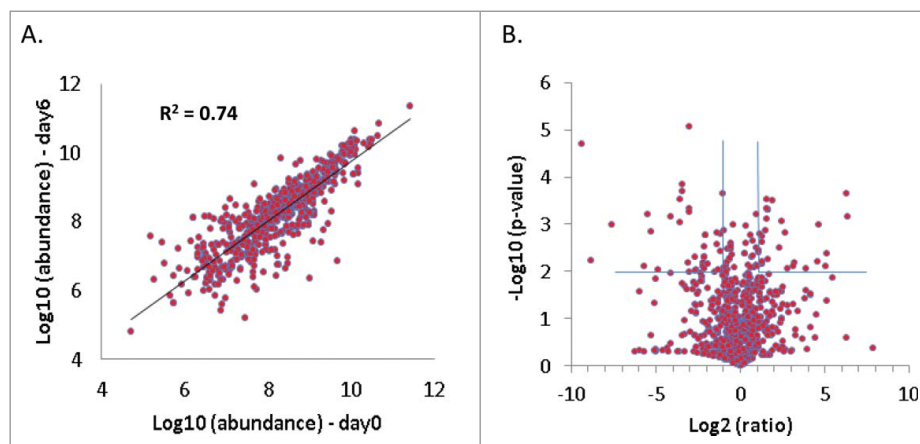 A.
12
R² = 0.74
10
8
6
4
4 6 8 10 12
Log10 (abundance) - day6
Log10 (abundance) - day0
B.
6
5
4
3
2
1
0
-10 -5 0 5 10
-Log10 (p-value)
Log2 (ratio)